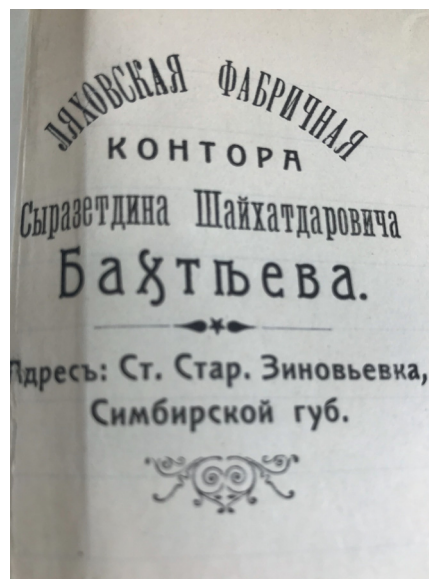 ЛЯХОВСКАЯ ФАБРИЧНАЯ
КОНТОРА
Сыразетдина Шайхатдаровича
Бахтѣева.
Адресъ: Ст. Стар. Зиновьевка,
Симбирской губ.